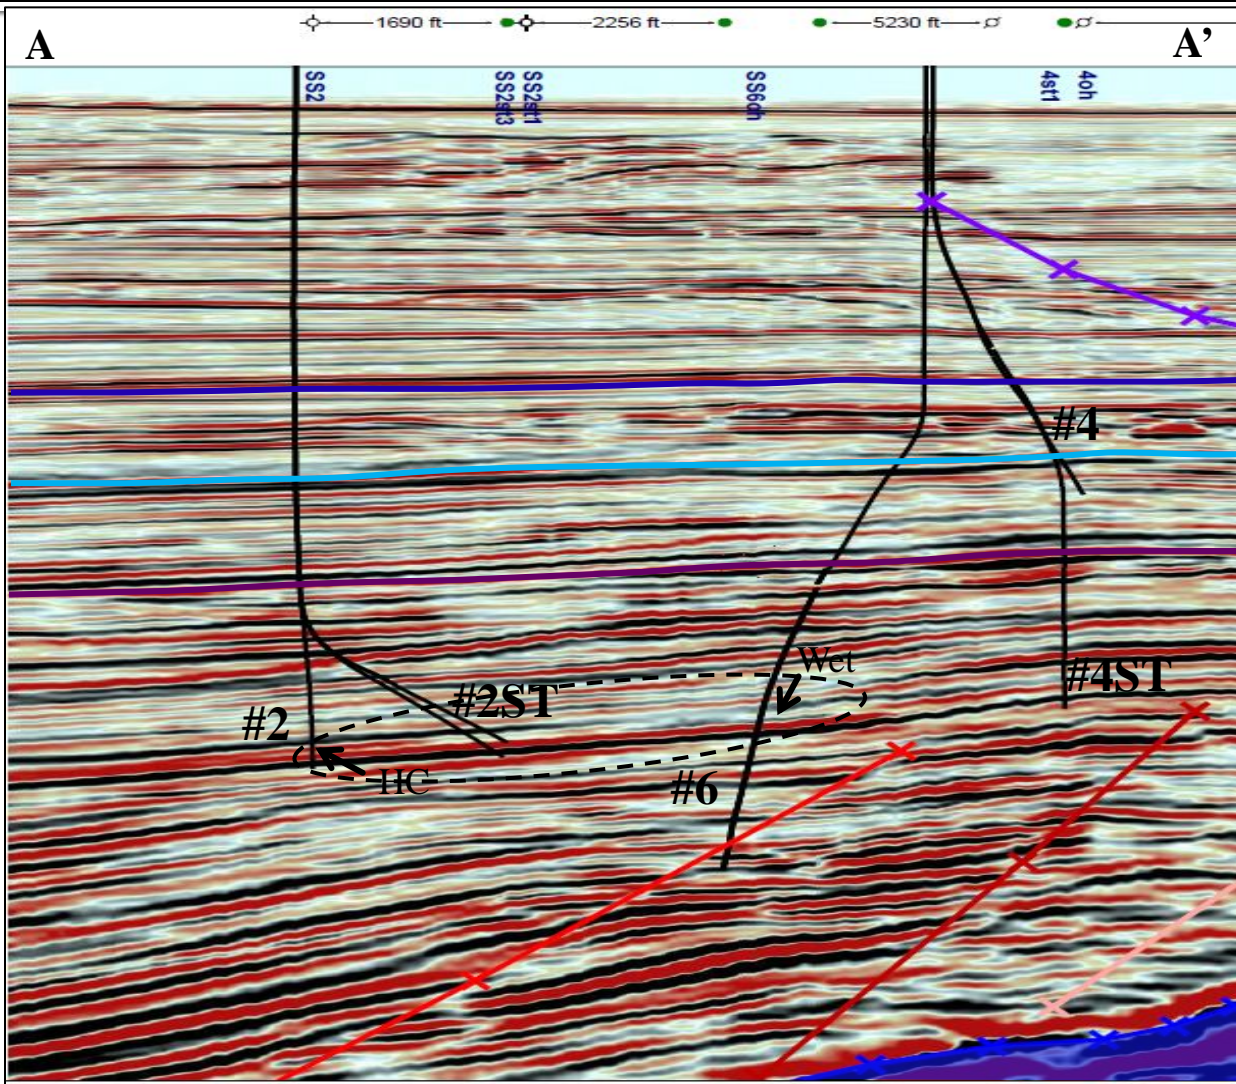 1690 ft 2256 ft 5230 ft
A A’
SS2 SS2st3 SS2st1 SS6oh 4st1 4oh
#4
Wet
#2ST #4ST
#2
HC #6